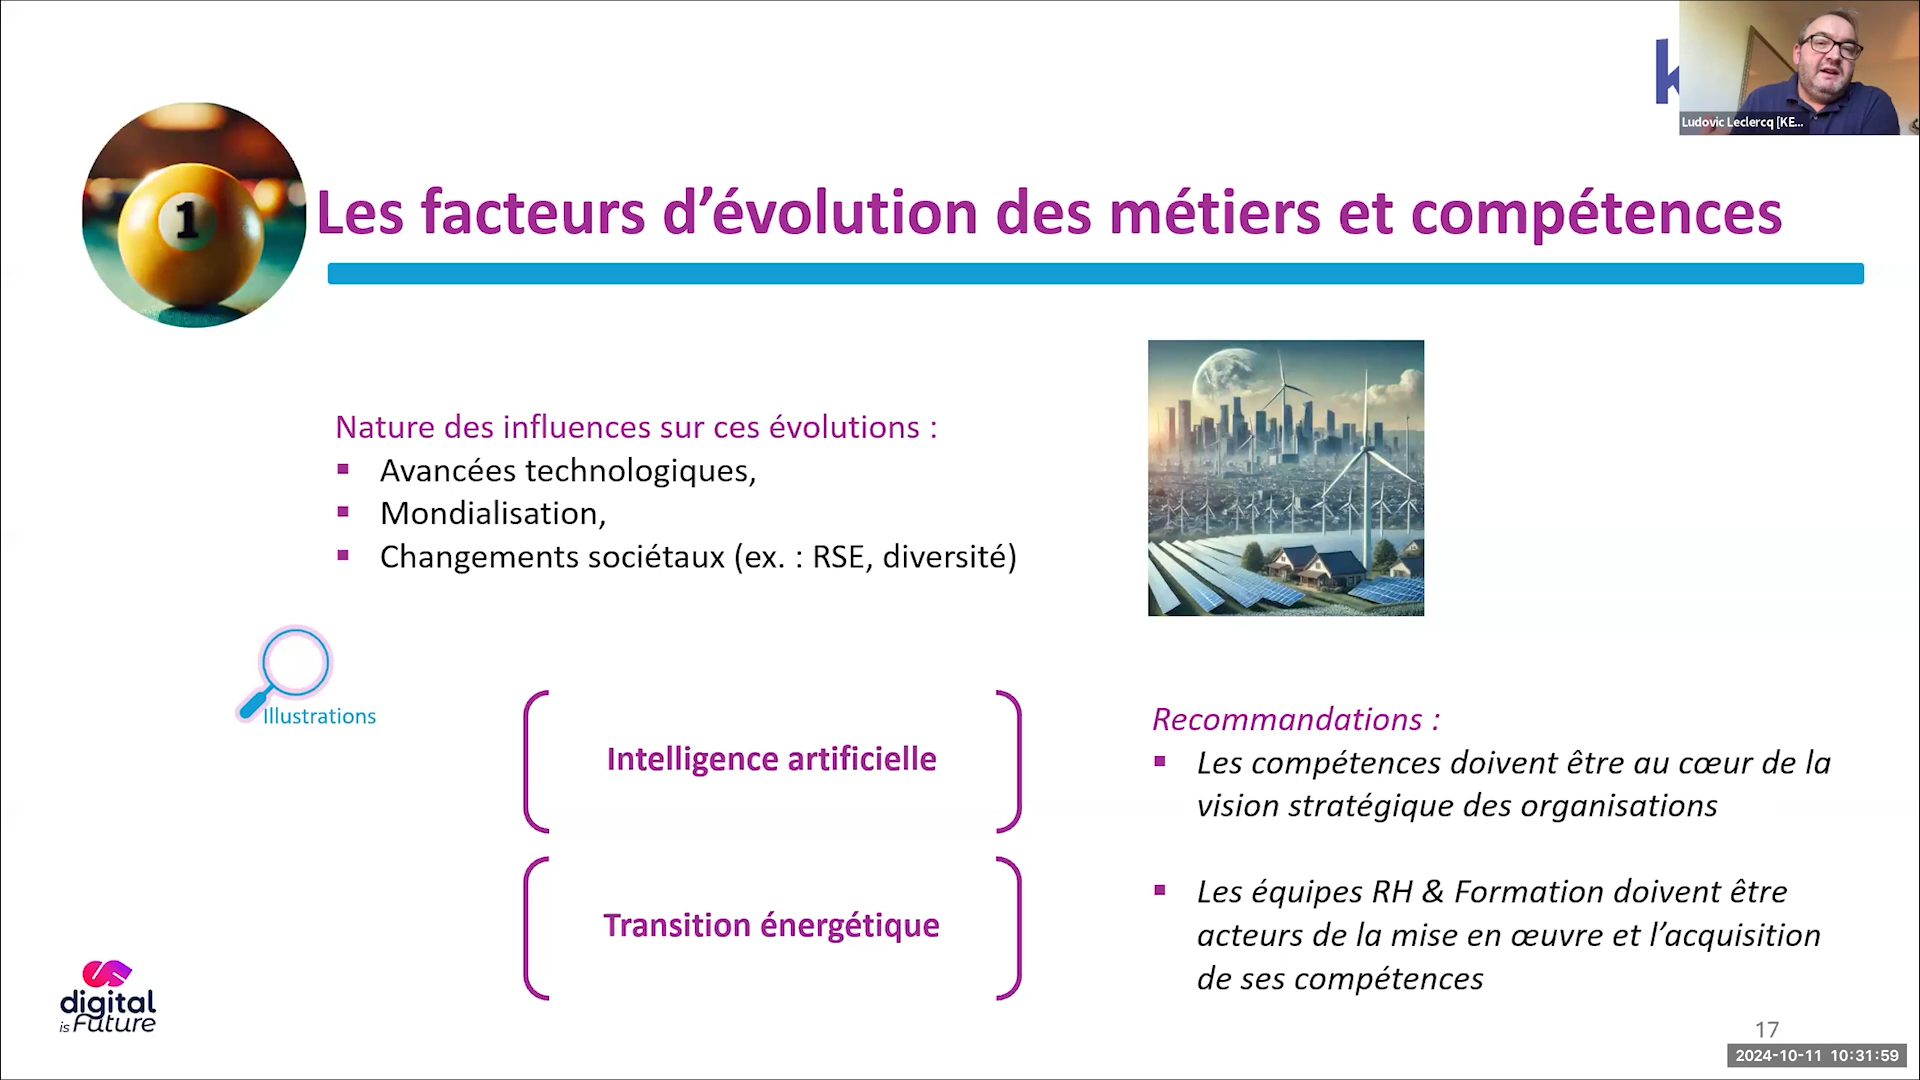 k
Ludovic Leclercq [KE...
1
Les facteurs d’évolution des métiers et compétences
Nature des influences sur ces évolutions :
▪ Avancées technologiques,
▪ Mondialisation,
▪ Changements sociétaux (ex. : RSE, diversité)
Illustrations
Intelligence artificielle
Transition énergétique
Recommandations :
▪ Les compétences doivent être au cœur de la
vision stratégique des organisations
▪ Les équipes RH & Formation doivent être
acteurs de la mise en œuvre et l’acquisition
de ses compétences
digital
is Future
17
2024-10-11 10:31:59